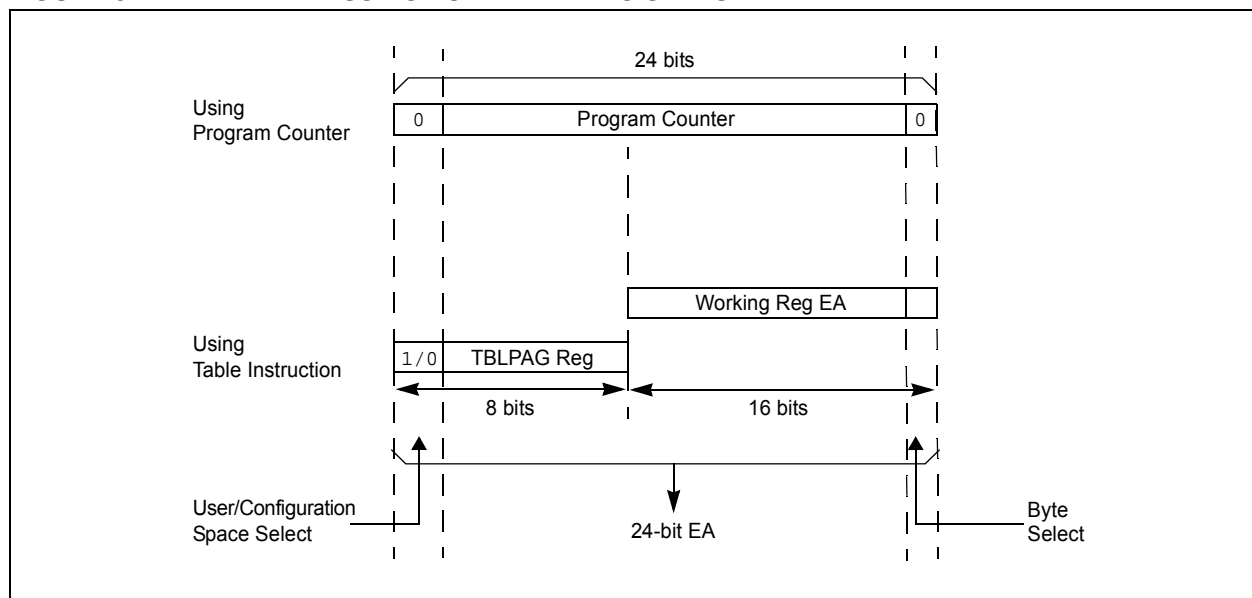 24 bits
Using
Program Counter
0
Program Counter
0
Working Reg EA
Using
Table Instruction
1/0
TBLPAG Reg
8 bits
16 bits
User/Configuration
Space Select
24-bit EA
Byte
Select